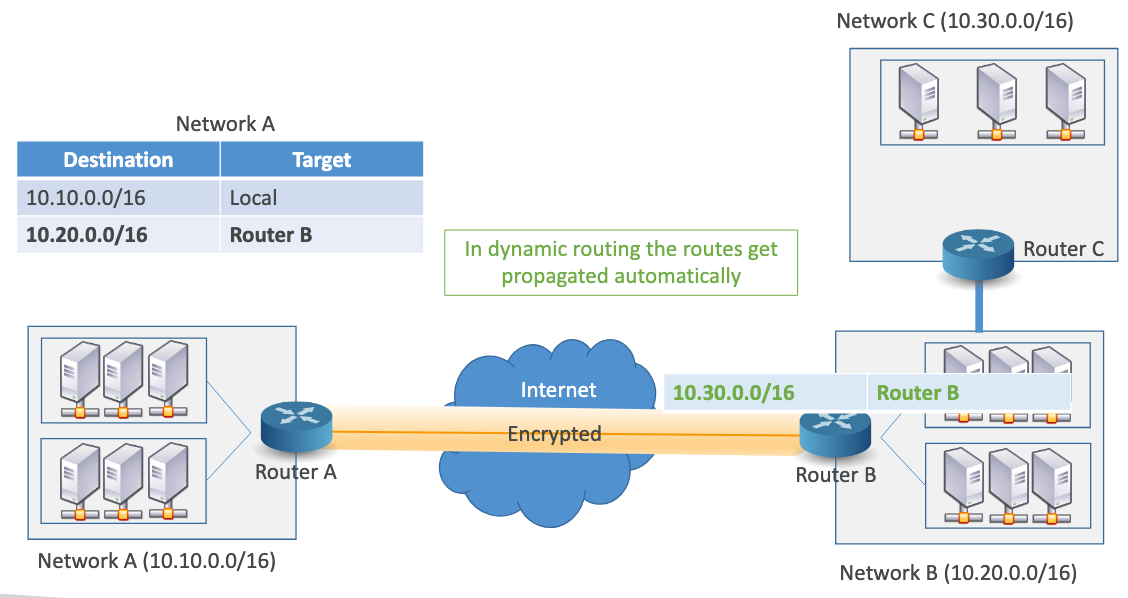 Network C (10.30.0.0/16)
Network A
Destination Target
10.10.0.0/16 Local
10.20.0.0/16 Router B
In dynamic routing the routes get
propagated automatically
Router C
Internet
10.30.0.0/16 Router B
Encrypted
Router A
Router B
Network A (10.10.0.0/16)
Network B (10.20.0.0/16)